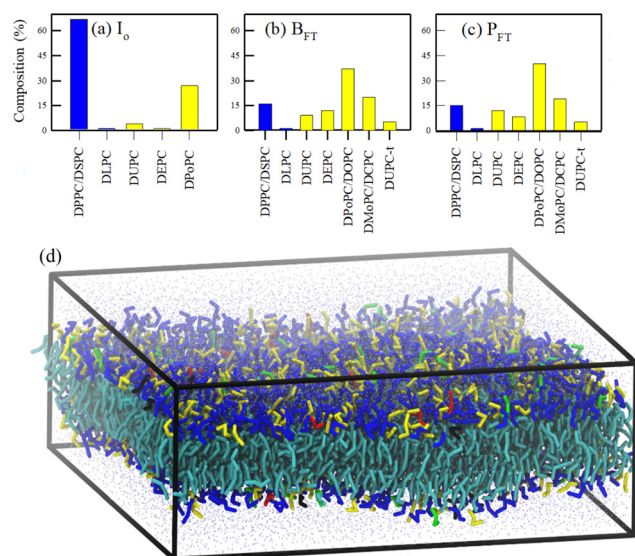 (a) Io
(b) BFT
(c) PFT
Composition (%)
60
45
30
15
0
60
45
30
15
0
60
45
30
15
0
DPPC/DSPC
DLPC
DUPC
DEPC
DPoPC
DPPC/DSPC
DLPC
DUPC
DEPC
DPoPC/DOPC
DMoPC/DCPC
DUPC-t
DPPC/DSPC
DLPC
DUPC
DEPC
DPoPC/DOPC
DMoPC/DCPC
DUPC-t
(d)